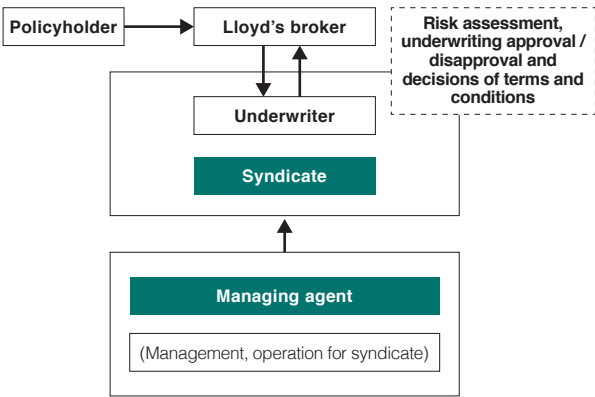 Policyholder
Lloyd's broker
Risk assessment,
underwriting approval /
disapproval and
decisions of terms and
conditions
Underwriter
Syndicate
Managing agent
(Management, operation for syndicate)